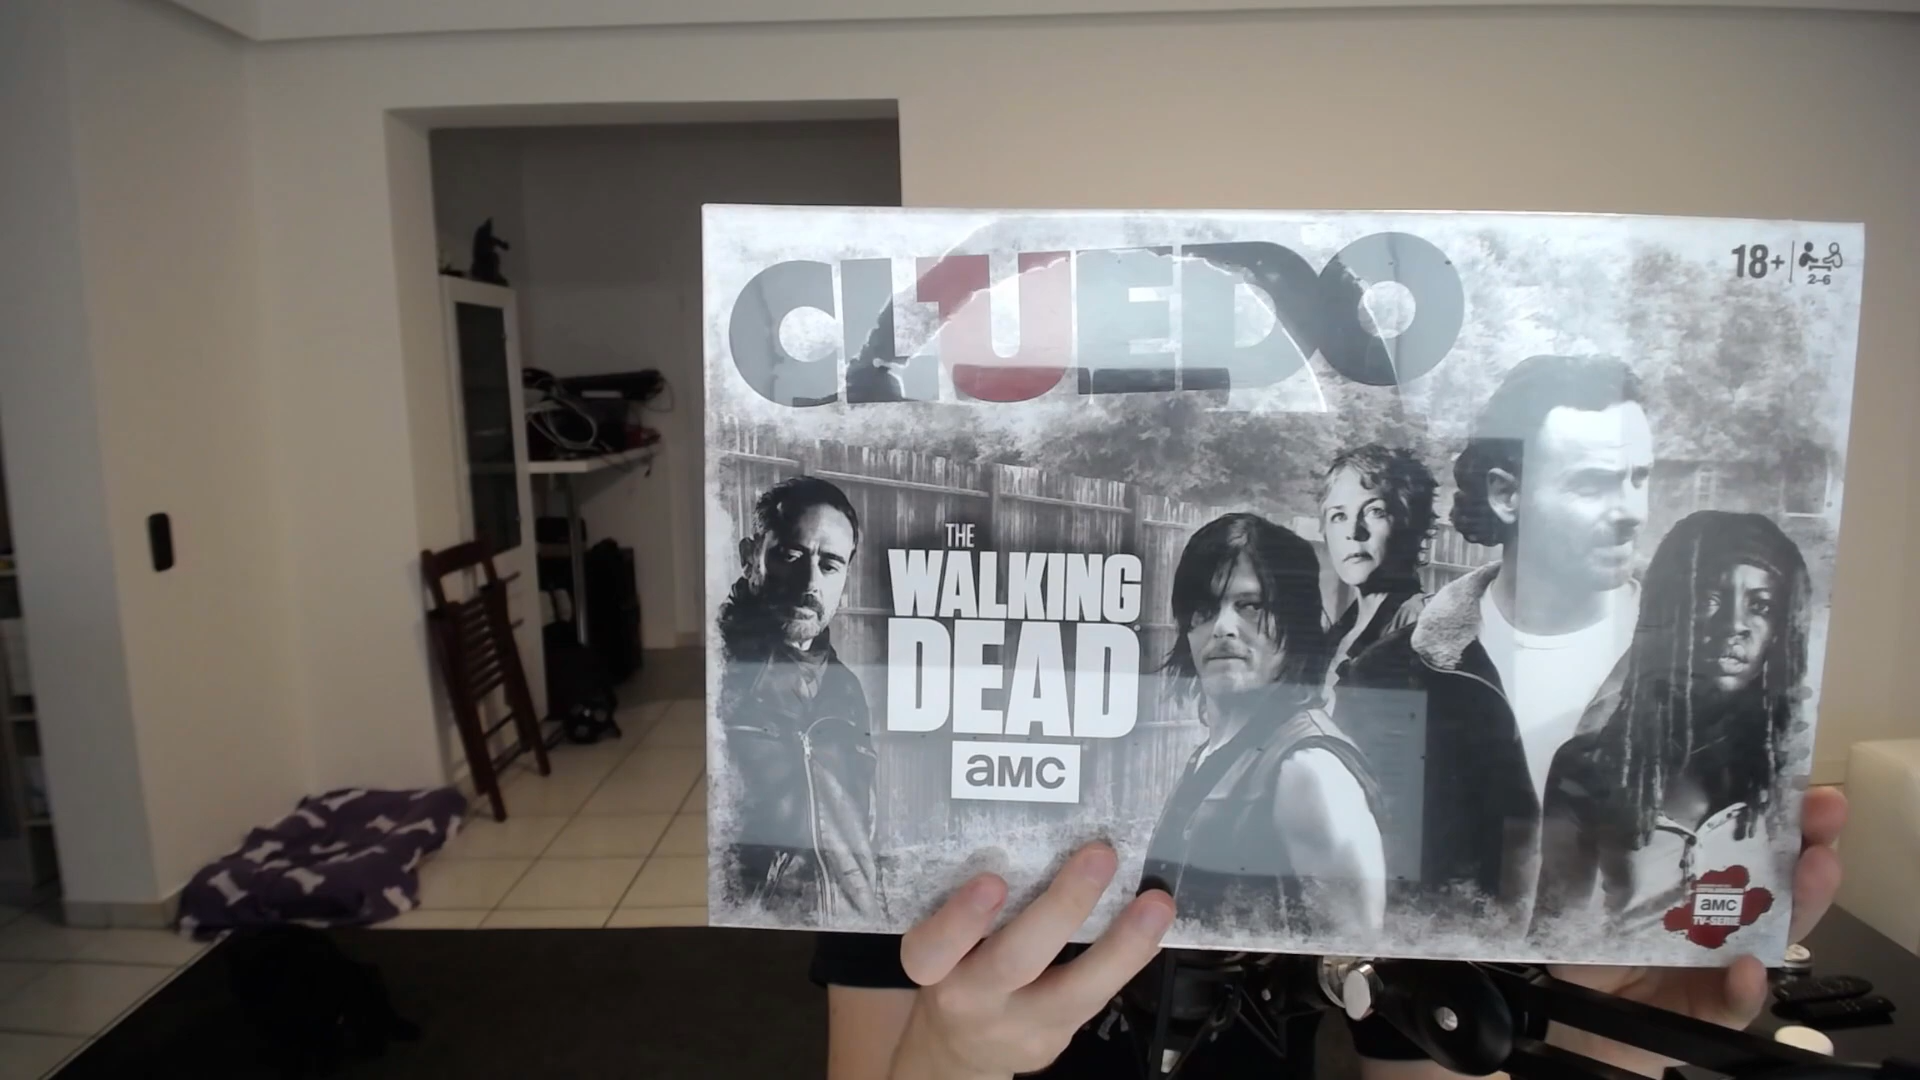 CLUEDO
18+
2-6
THE
WALKING
DEAD
aMC
aMC
TV-SERIE